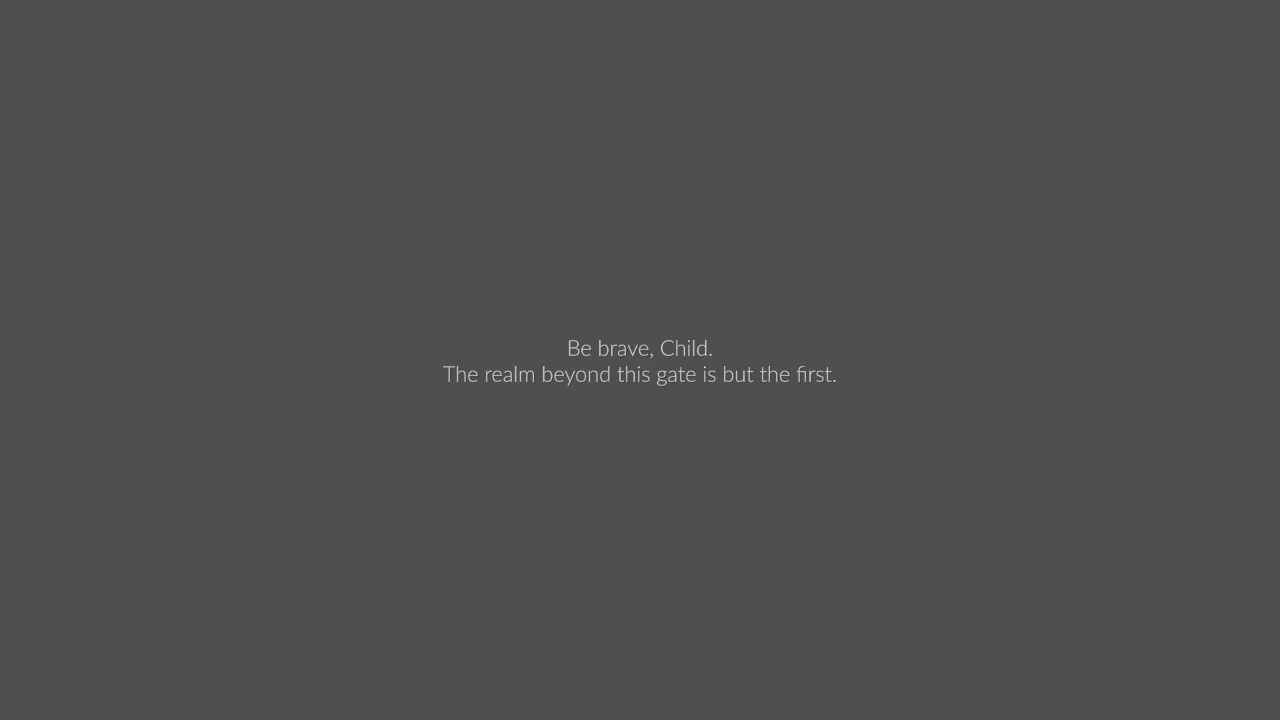 Be brave, Child.
The realm beyond this gate is but the first.